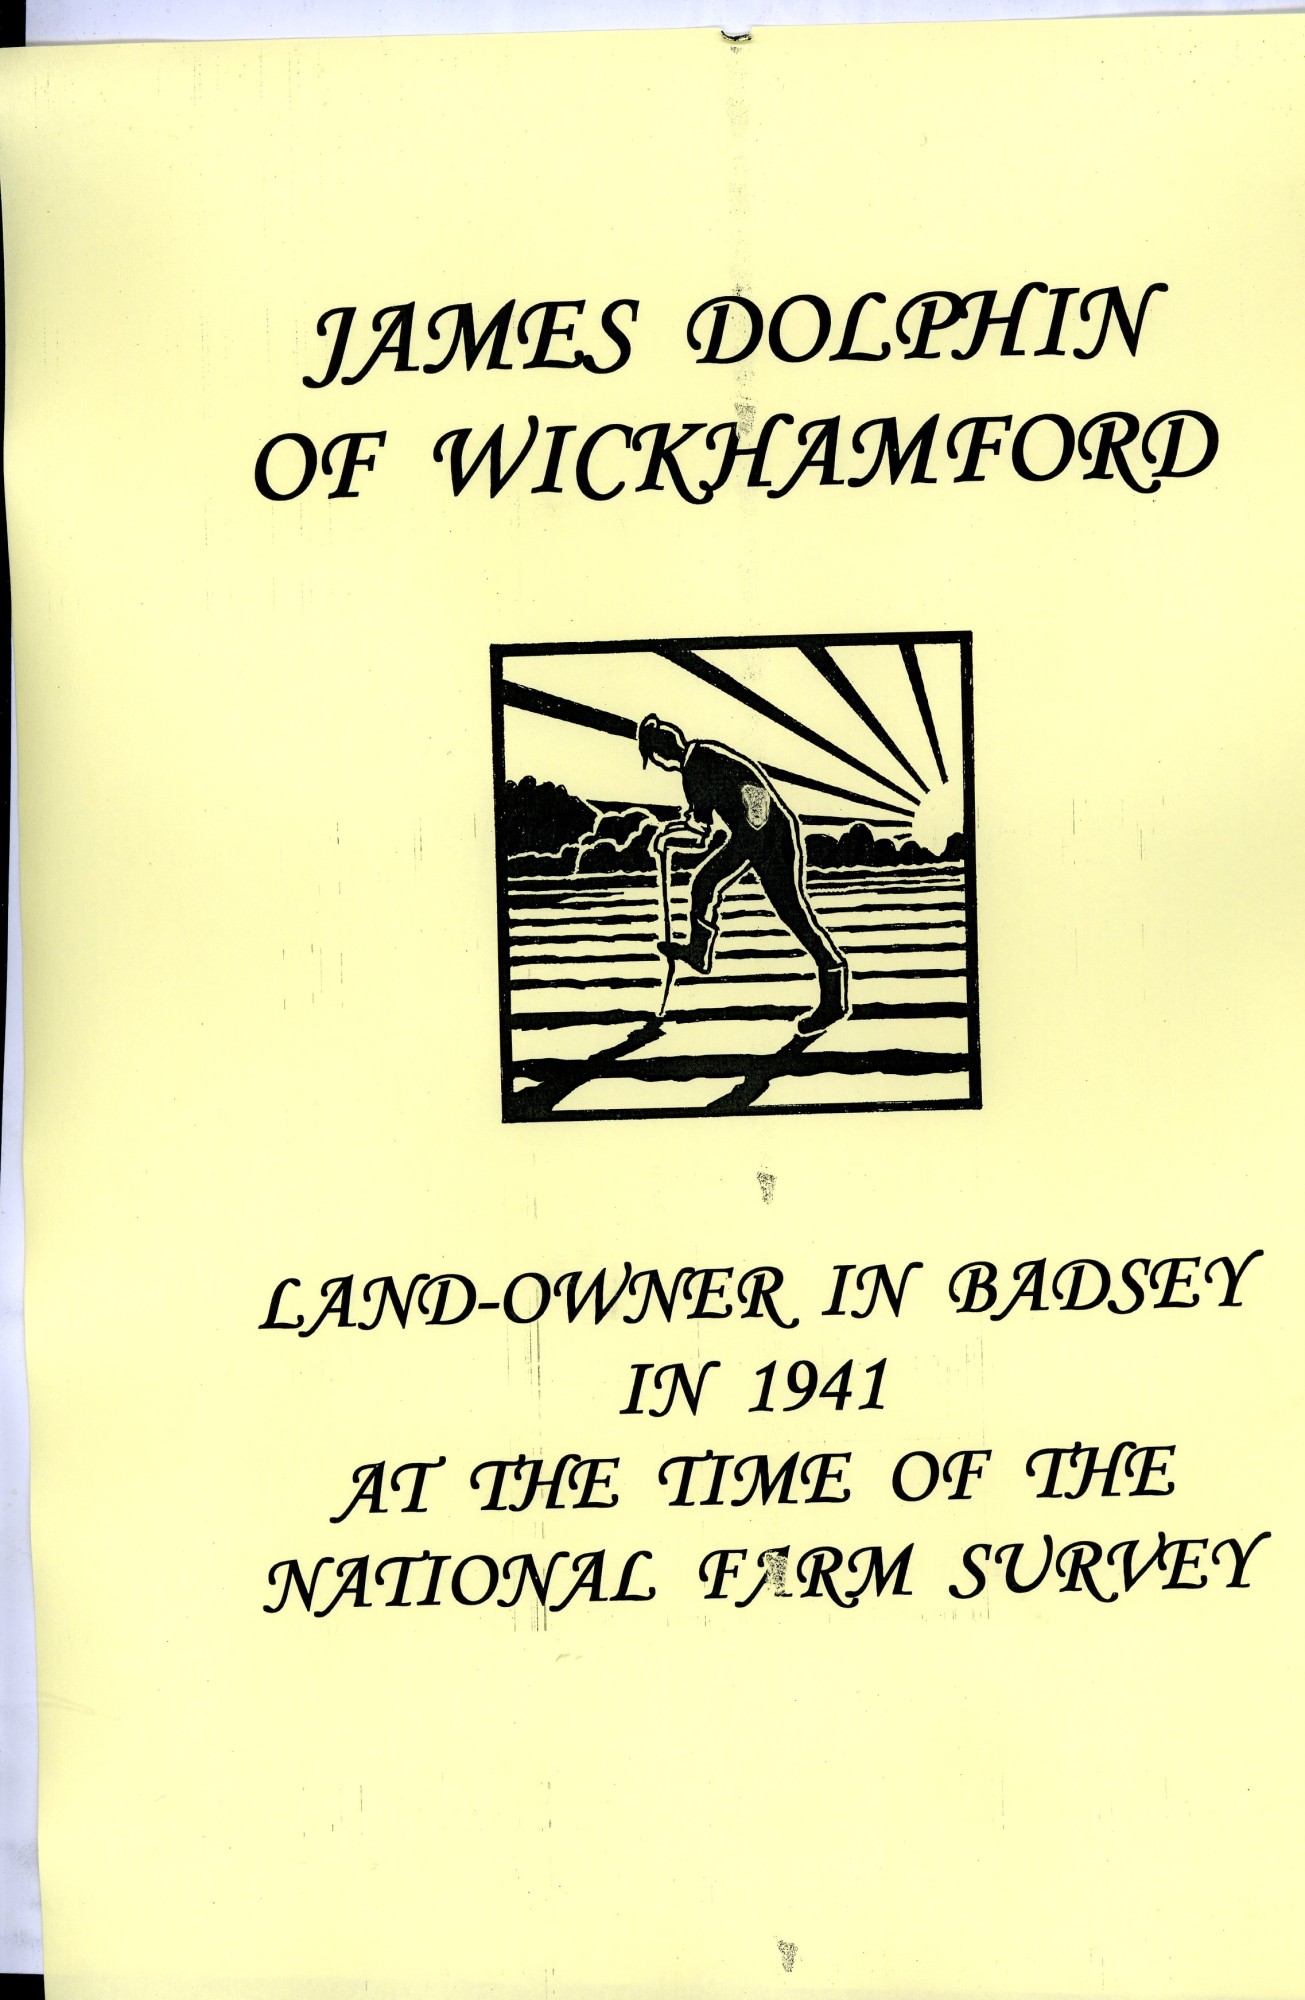 JAMES DOLPHIN
OF WICKHAMFORD
LAND-OWNER IN BADSEY
IN 1941
AT THE TIME OF THE
NATIONAL FARM SURVEY